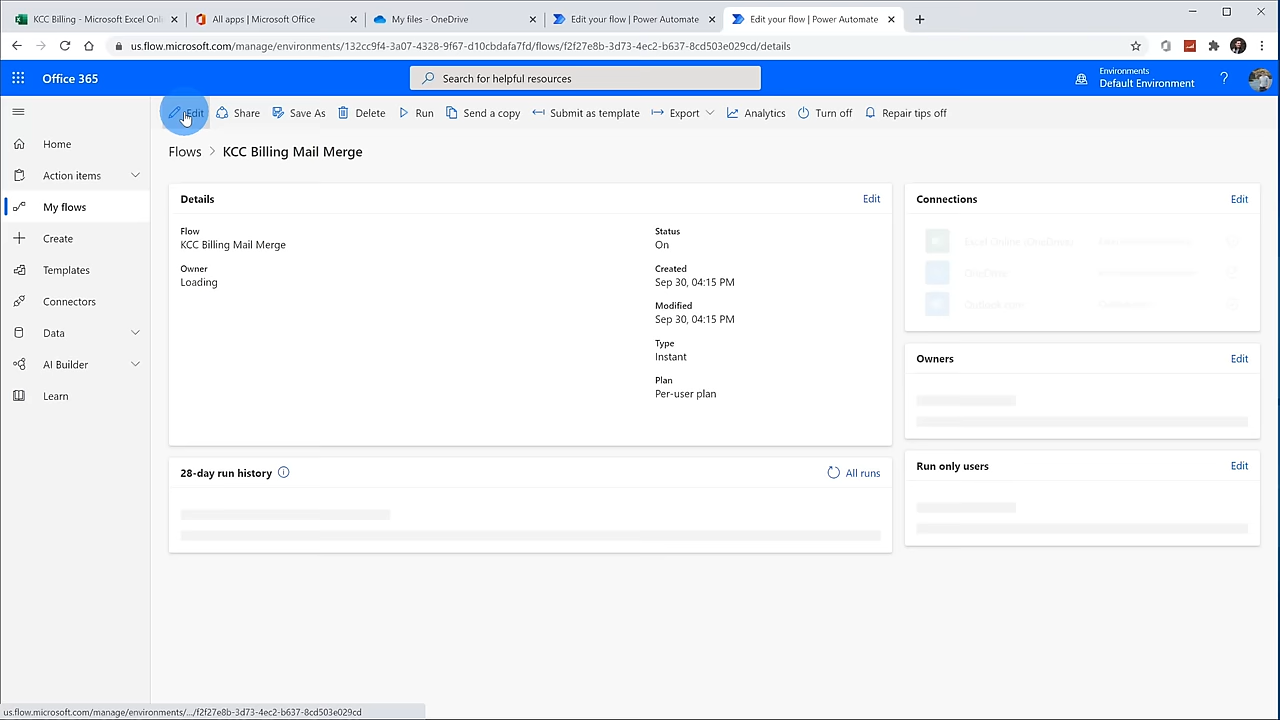 KCC Billing - Microsoft Excel Onli
All apps | Microsoft Office
My files - OneDrive
Edit your flow | Power Automate
Edit your flow | Power Automate
us.flow.microsoft.com/manage/environments/132cc9f4-3a07-4328-9f67-d10cbdafa7fd/flows/f2f27e8b-3d73-4ec2-b637-8cd503e029cd/details
Office 365
Search for helpful resources
Environments
Default Environment
Edit
Share
Save As
Delete
Run
Send a copy
Submit as template
Export
Analytics
Turn off
Repair tips off
Home
Action items
My flows
Create
Templates
Connectors
Data
AI Builder
Learn
Flows > KCC Billing Mail Merge
Details
Edit
Flow
KCC Billing Mail Merge
Owner
Loading
Status
On
Created
Sep 30, 04:15 PM
Modified
Sep 30, 04:15 PM
Type
Instant
Plan
Per-user plan
28-day run history
All runs
Connections
Edit
Excel Online (OneDrive)
OneDrive
Owners
Edit
Run only users
Edit
us.flow.microsoft.com/manage/environments/.../f2f27e8b-3d73-4ec2-b637-8cd503e029cd